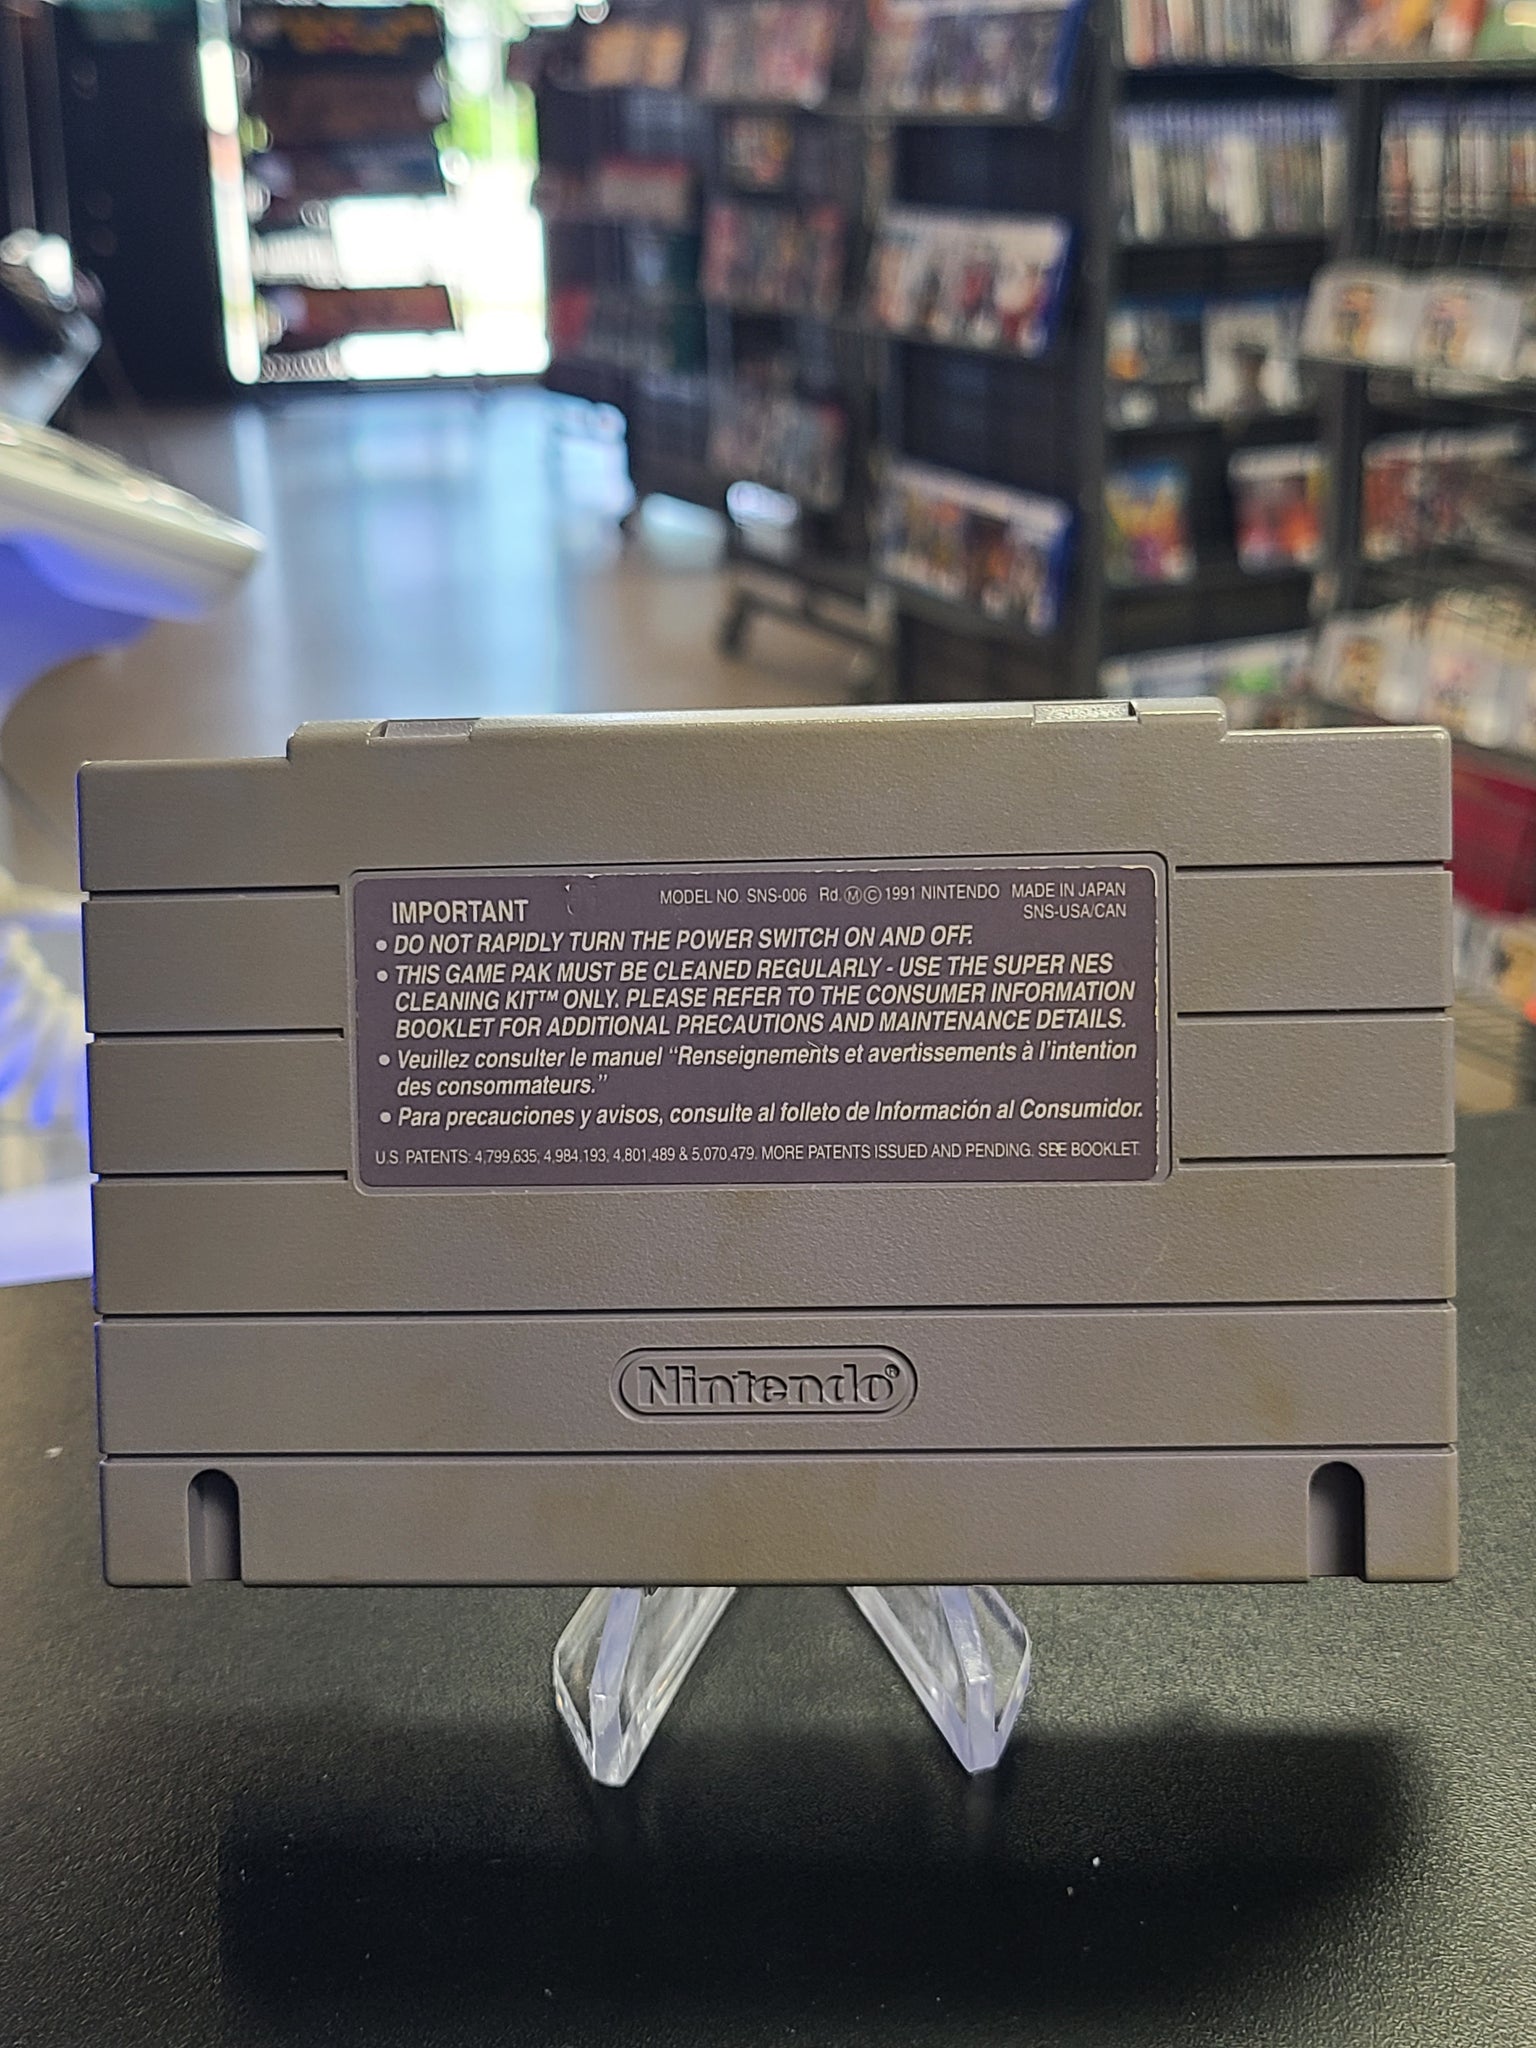 IMPORTANT
MODEL NO. SNS-006 Rd. Ⓜ © 1991 NINTENDO MADE IN JAPAN
SNS-USA/CAN
• DO NOT RAPIDLY TURN THE POWER SWITCH ON AND OFF.
• THIS GAME PAK MUST BE CLEANED REGULARLY - USE THE SUPER NES
CLEANING KIT™ ONLY. PLEASE REFER TO THE CONSUMER INFORMATION
BOOKLET FOR ADDITIONAL PRECAUTIONS AND MAINTENANCE DETAILS.
• Veuillez consulter le manuel "Renseignements et avertissements à l'intention
des consommateurs."
• Para precauciones y avisos, consulte al folleto de Información al Consumidor.
U.S. PATENTS: 4,799,635; 4,984,193, 4,801,489 & 5,070,479. MORE PATENTS ISSUED AND PENDING. SEE BOOKLET.
Nintendo®